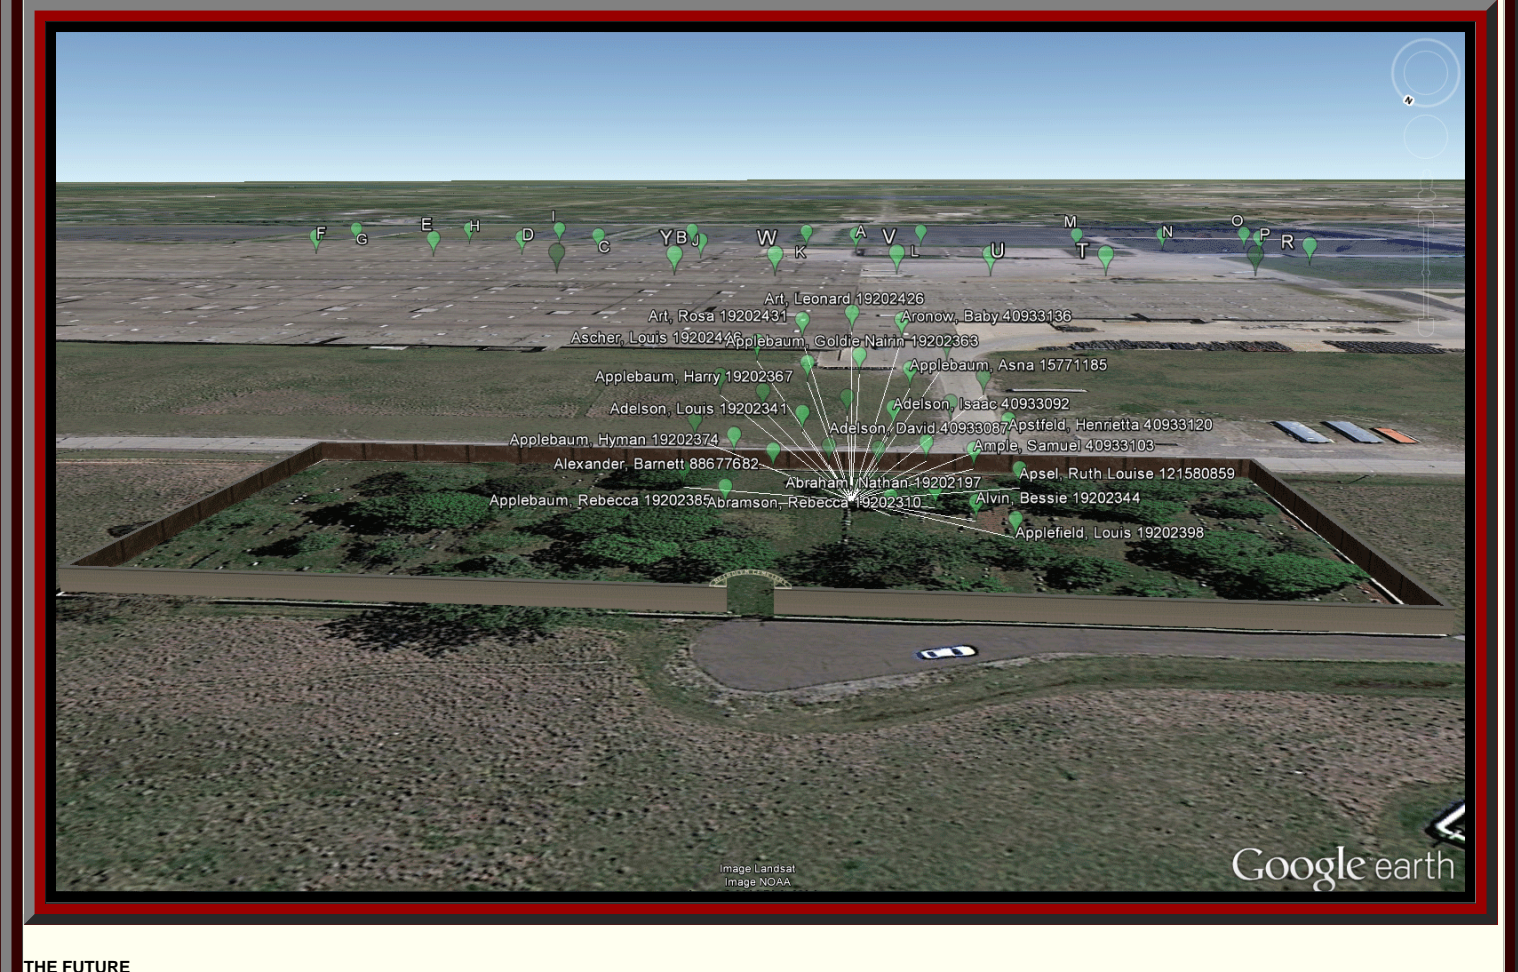 N
O
M
F
G
E
H
I
D
C
Y
B
J
W
K
A
V
L
U
T
N
P
R
Art, Leonard 19202426
Art, Rosa 19202431
Aronow, Baby 40933136
Ascher, Louis 19202446
Applebaum, Goldie Nairin 19202363
Applebaum, Asna 15771185
Applebaum, Harry 19202367
Adelson, Louis 19202341
Adelson, Isaac 40933092
Adelson, David 40933087
Apstfeld, Henrietta 40933120
Applebaum, Hyman 19202374
Ample, Samuel 40933103
Alexander, Barnett 88677682
Apsel, Ruth Louise 121580859
Abraham, Nathan 19202197
Applebaum, Rebecca 19202385
Abramson, Rebecca 19202310
Alvin, Bessie 19202344
Applefield, Louis 19202398
Image Landsat
Image NOAA
Google earth
THE FUTURE